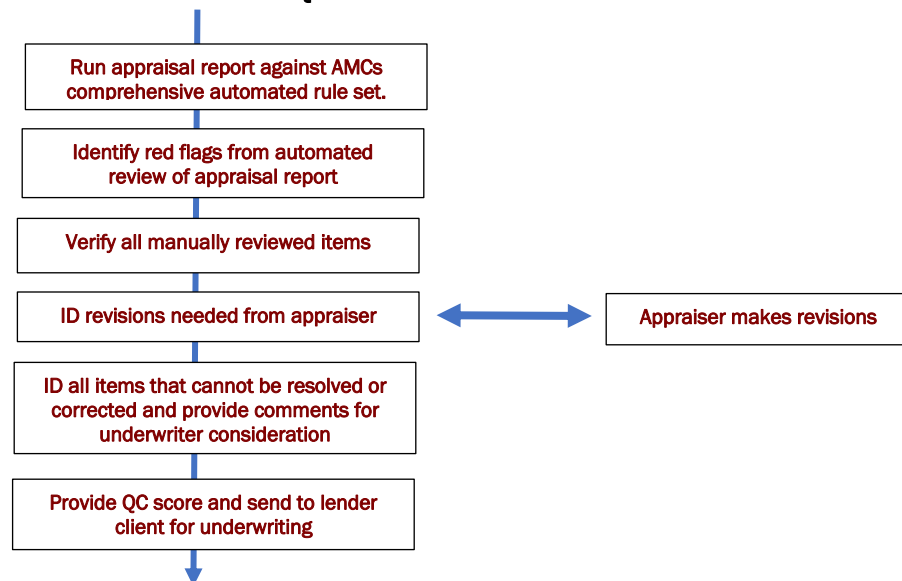 Run appraisal report against AMCs
comprehensive automated rule set.
Identify red flags from automated
review of appraisal report
Verify all manually reviewed items
ID revisions needed from appraiser
Appraiser makes revisions
ID all items that cannot be resolved or
corrected and provide comments for
underwriter consideration
Provide QC score and send to lender
client for underwriting